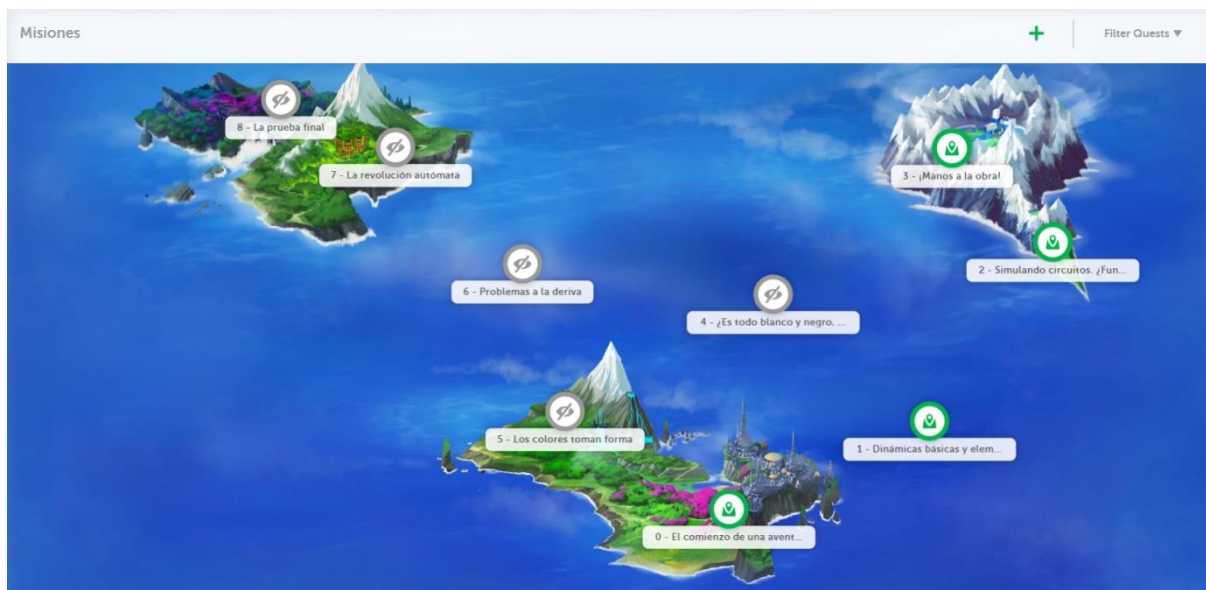 Misiones
+
Filter Quests ▼
8 - La prueba final
7 - La revolución autómata
3 - ¡Manos a la obra!
2 - Simulando circuitos. ¿Fun...
6 - Problemas a la deriva
4 - ¿Es todo blanco y negro, ...
5 - Los colores toman forma
1 - Dinámicas básicas y elem...
0 - El comienzo de una avent...